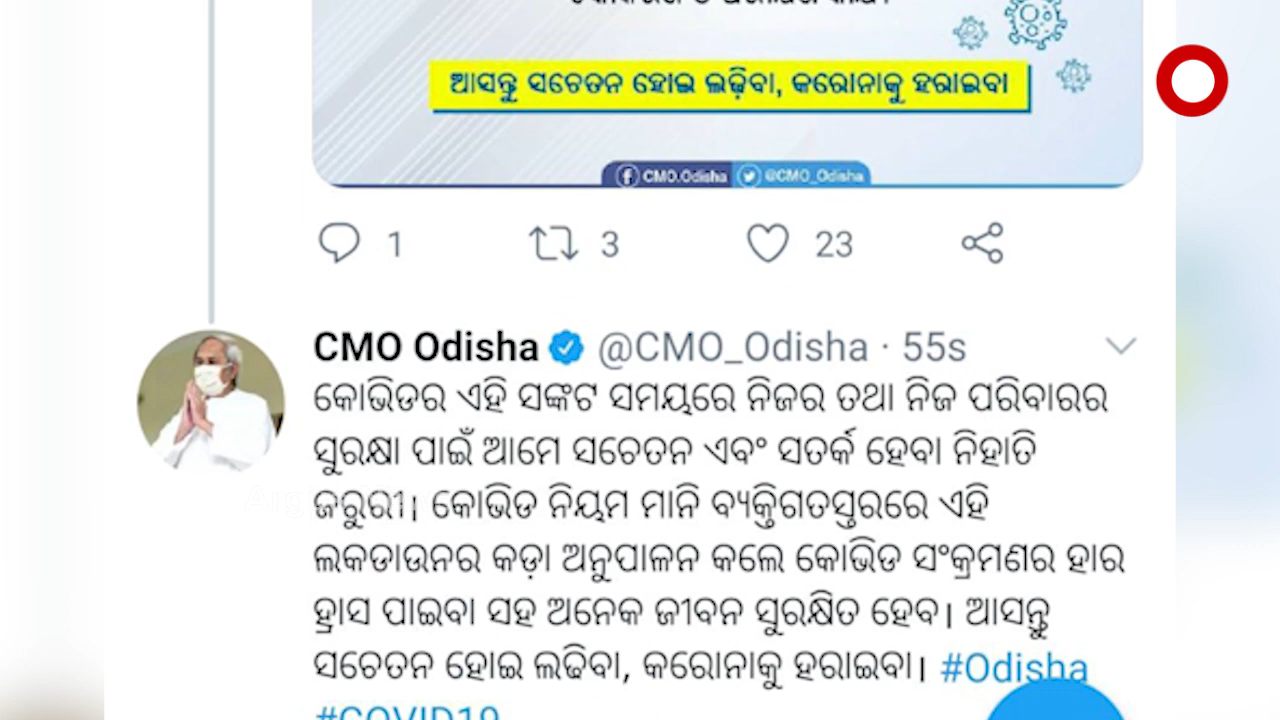 ଆସନ୍ତୁ ସଚେତନ ହୋଇ ଲଢ଼ିବା, କରୋନାକୁ ହରାଇବା
CMO.Odisha @CMO_Odisha
1 3 23
CMO Odisha @CMO_Odisha · 55s
କୋଭିଡର ଏହି ସଙ୍କଟ ସମୟରେ ନିଜର ତଥା ନିଜ ପରିବାରର
ସୁରକ୍ଷା ପାଇଁ ଆମେ ସଚେତନ ଏବଂ ସତର୍କ ହେବା ନିହାତି
ଜରୁରୀ। କୋଭିଡ ନିୟମ ମାନି ବ୍ୟକ୍ତିଗତସ୍ତରରେ ଏହି
ଲକଡାଉନର କଡ଼ା ଅନୁପାଳନ କଲେ କୋଭିଡ ସଂକ୍ରମଣର ହାର
ହ୍ରାସ ପାଇବା ସହ ଅନେକ ଜୀବନ ସୁରକ୍ଷିତ ହେବ। ଆସନ୍ତୁ
ସଚେତନ ହୋଇ ଲଢିବା, କରୋନାକୁ ହରାଇବା। #Odisha
#COVID19